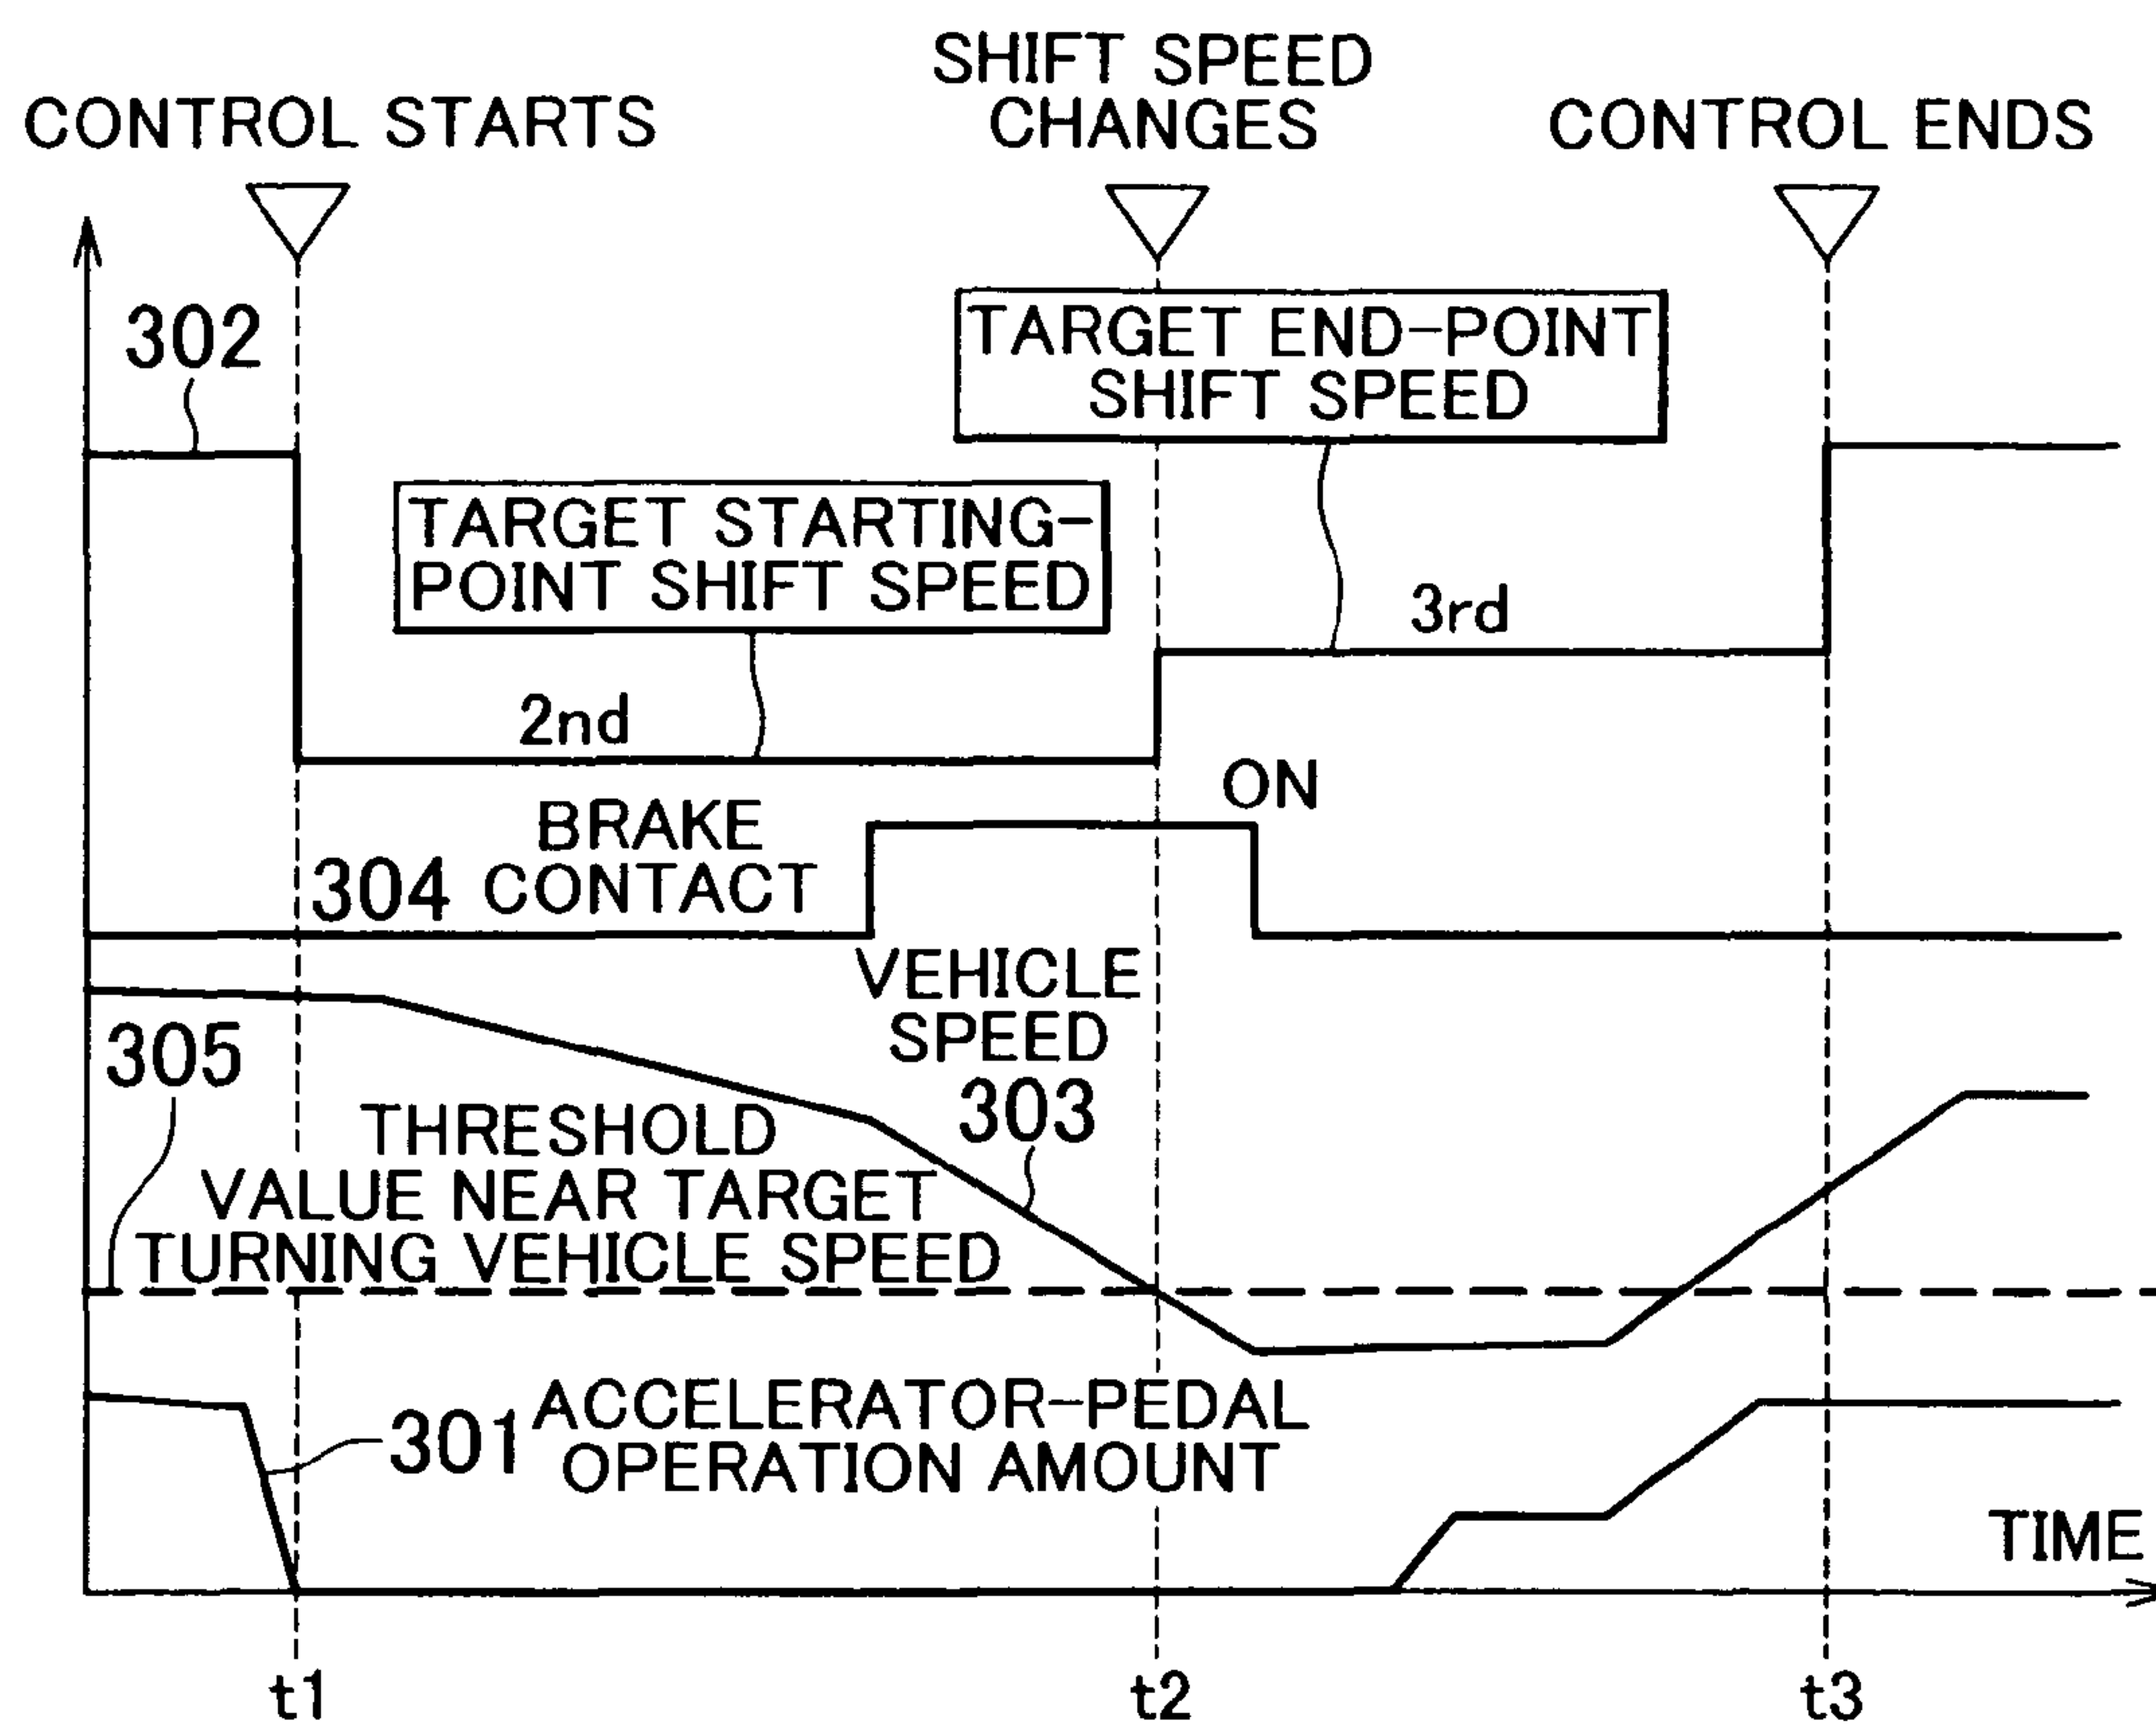 SHIFT SPEED
CHANGES
CONTROL STARTS
CONTROL ENDS
302
TARGET END-POINT
SHIFT SPEED
TARGET STARTING-
POINT SHIFT SPEED
3rd
2nd
ON
BRAKE
CONTACT
304
VEHICLE
SPEED
303
305
THRESHOLD
VALUE NEAR TARGET
TURNING VEHICLE SPEED
301
ACCELERATOR-PEDAL
OPERATION AMOUNT
TIME
t1
t2
t3